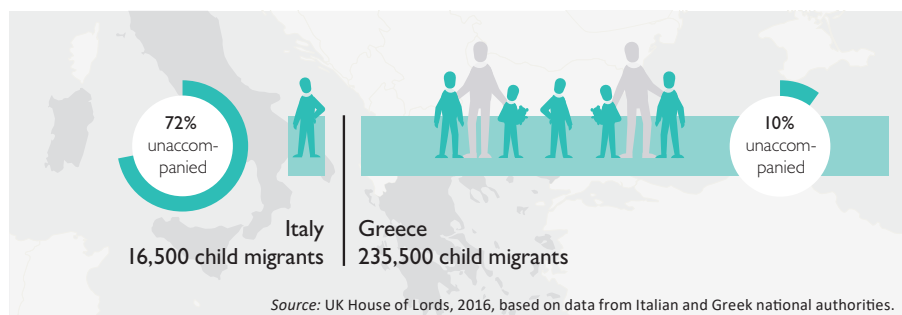 72%
unaccom-
panied
10%
unaccom-
panied
Italy
16,500 child migrants
Greece
235,500 child migrants
Source: UK House of Lords, 2016, based on data from Italian and Greek national authorities.